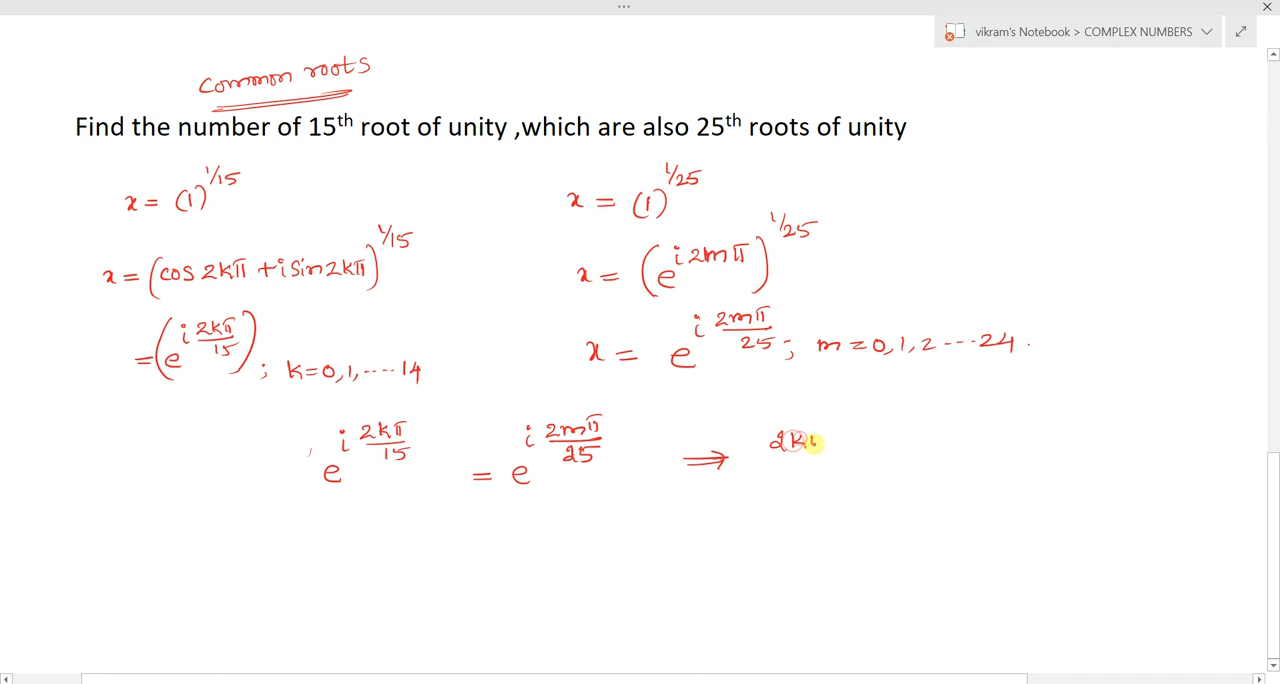 vikram's Notebook > COMPLEX NUMBERS
common roots
Find the number of 15th root of unity ,which are also 25th roots of unity
x = (1)^1/15
x = (1)^1/25
x = (cos 2kπ + i sin 2kπ)^1/15
x = (e^i2mπ)^1/25
= (e^i 2kπ/15) ; k = 0, 1, ..... 14
x = e^i 2mπ/25 ; m = 0, 1, 2 ... 24 .
e^i 2kπ/15 = e^i 2mπ/25 ⇒ 2k